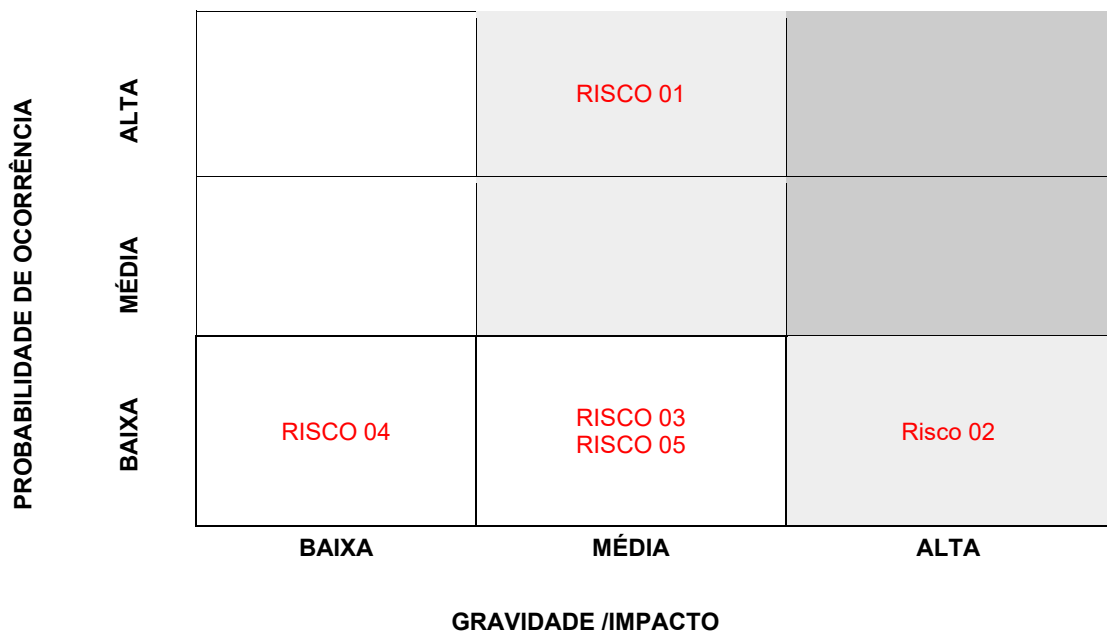 PROBABILIDADE DE OCORRÊNCIA
ALTA
RISCO 01
MÉDIA
BAIXA
RISCO 04
RISCO 03
RISCO 05
Risco 02
BAIXA
MÉDIA
ALTA
GRAVIDADE /IMPACTO